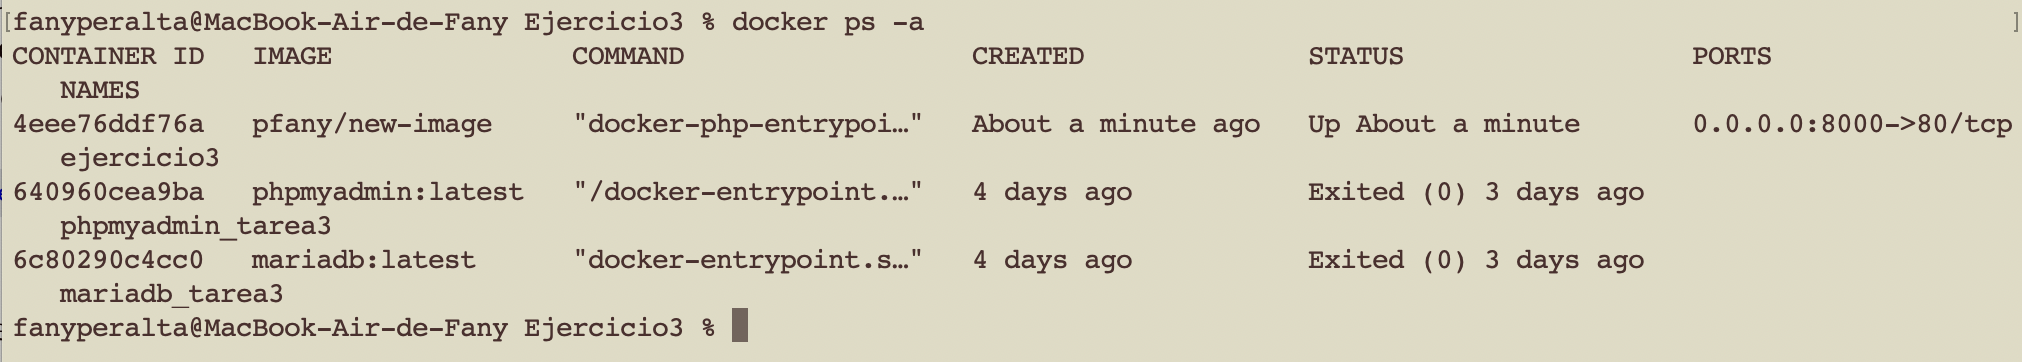 [fanyperalta@MacBook-Air-de-Fany Ejercicio3 % docker ps -a ]
CONTAINER ID   IMAGE               COMMAND                  CREATED              STATUS                  PORTS
   NAMES
4eee76ddf76a   pfany/new-image     "docker-php-entrypoi…"   About a minute ago   Up About a minute       0.0.0.0:8000->80/tcp
   ejercicio3
640960cea9ba   phpmyadmin:latest   "/docker-entrypoint.…"   4 days ago           Exited (0) 3 days ago
   phpmyadmin_tarea3
6c80290c4cc0   mariadb:latest      "docker-entrypoint.s…"   4 days ago           Exited (0) 3 days ago
   mariadb_tarea3
fanyperalta@MacBook-Air-de-Fany Ejercicio3 %